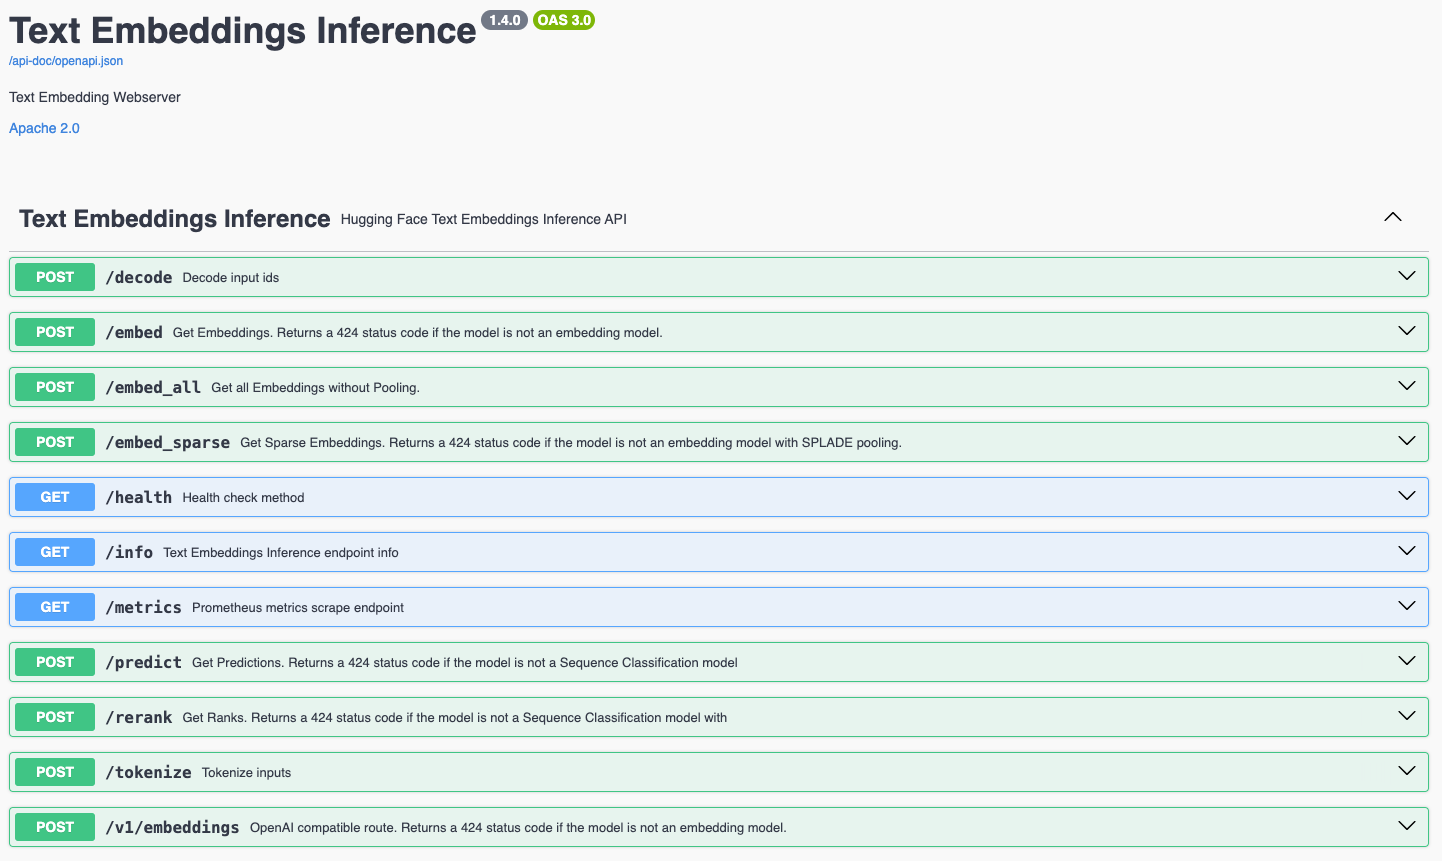 Text Embeddings Inference 1.4.0 OAS 3.0
/api-doc/openapi.json
Text Embedding Webserver
Apache 2.0
Text Embeddings Inference Hugging Face Text Embeddings Inference API
POST /decode Decode input ids
POST /embed Get Embeddings. Returns a 424 status code if the model is not an embedding model.
POST /embed_all Get all Embeddings without Pooling.
POST /embed_sparse Get Sparse Embeddings. Returns a 424 status code if the model is not an embedding model with SPLADE pooling.
GET /health Health check method
GET /info Text Embeddings Inference endpoint info
GET /metrics Prometheus metrics scrape endpoint
POST /predict Get Predictions. Returns a 424 status code if the model is not a Sequence Classification model
POST /rerank Get Ranks. Returns a 424 status code if the model is not a Sequence Classification model with
POST /tokenize Tokenize inputs
POST /v1/embeddings OpenAI compatible route. Returns a 424 status code if the model is not an embedding model.